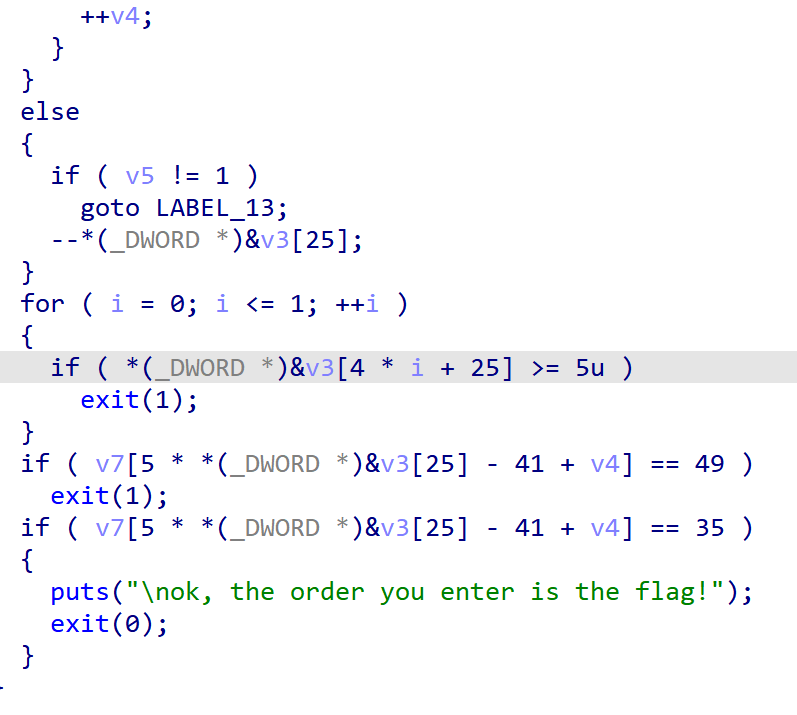 ++v4;
}
}
else
{
if ( v5 != 1 )
goto LABEL_13;
--*(_DWORD *)&v3[25];
}
for ( i = 0; i <= 1; ++i )
{
if ( *(_DWORD *)&v3[4 * i + 25] >= 5u )
exit(1);
}
if ( v7[5 * *(_DWORD *)&v3[25] - 41 + v4] == 49 )
exit(1);
if ( v7[5 * *(_DWORD *)&v3[25] - 41 + v4] == 35 )
{
puts("\nok, the order you enter is the flag!");
exit(0);
}